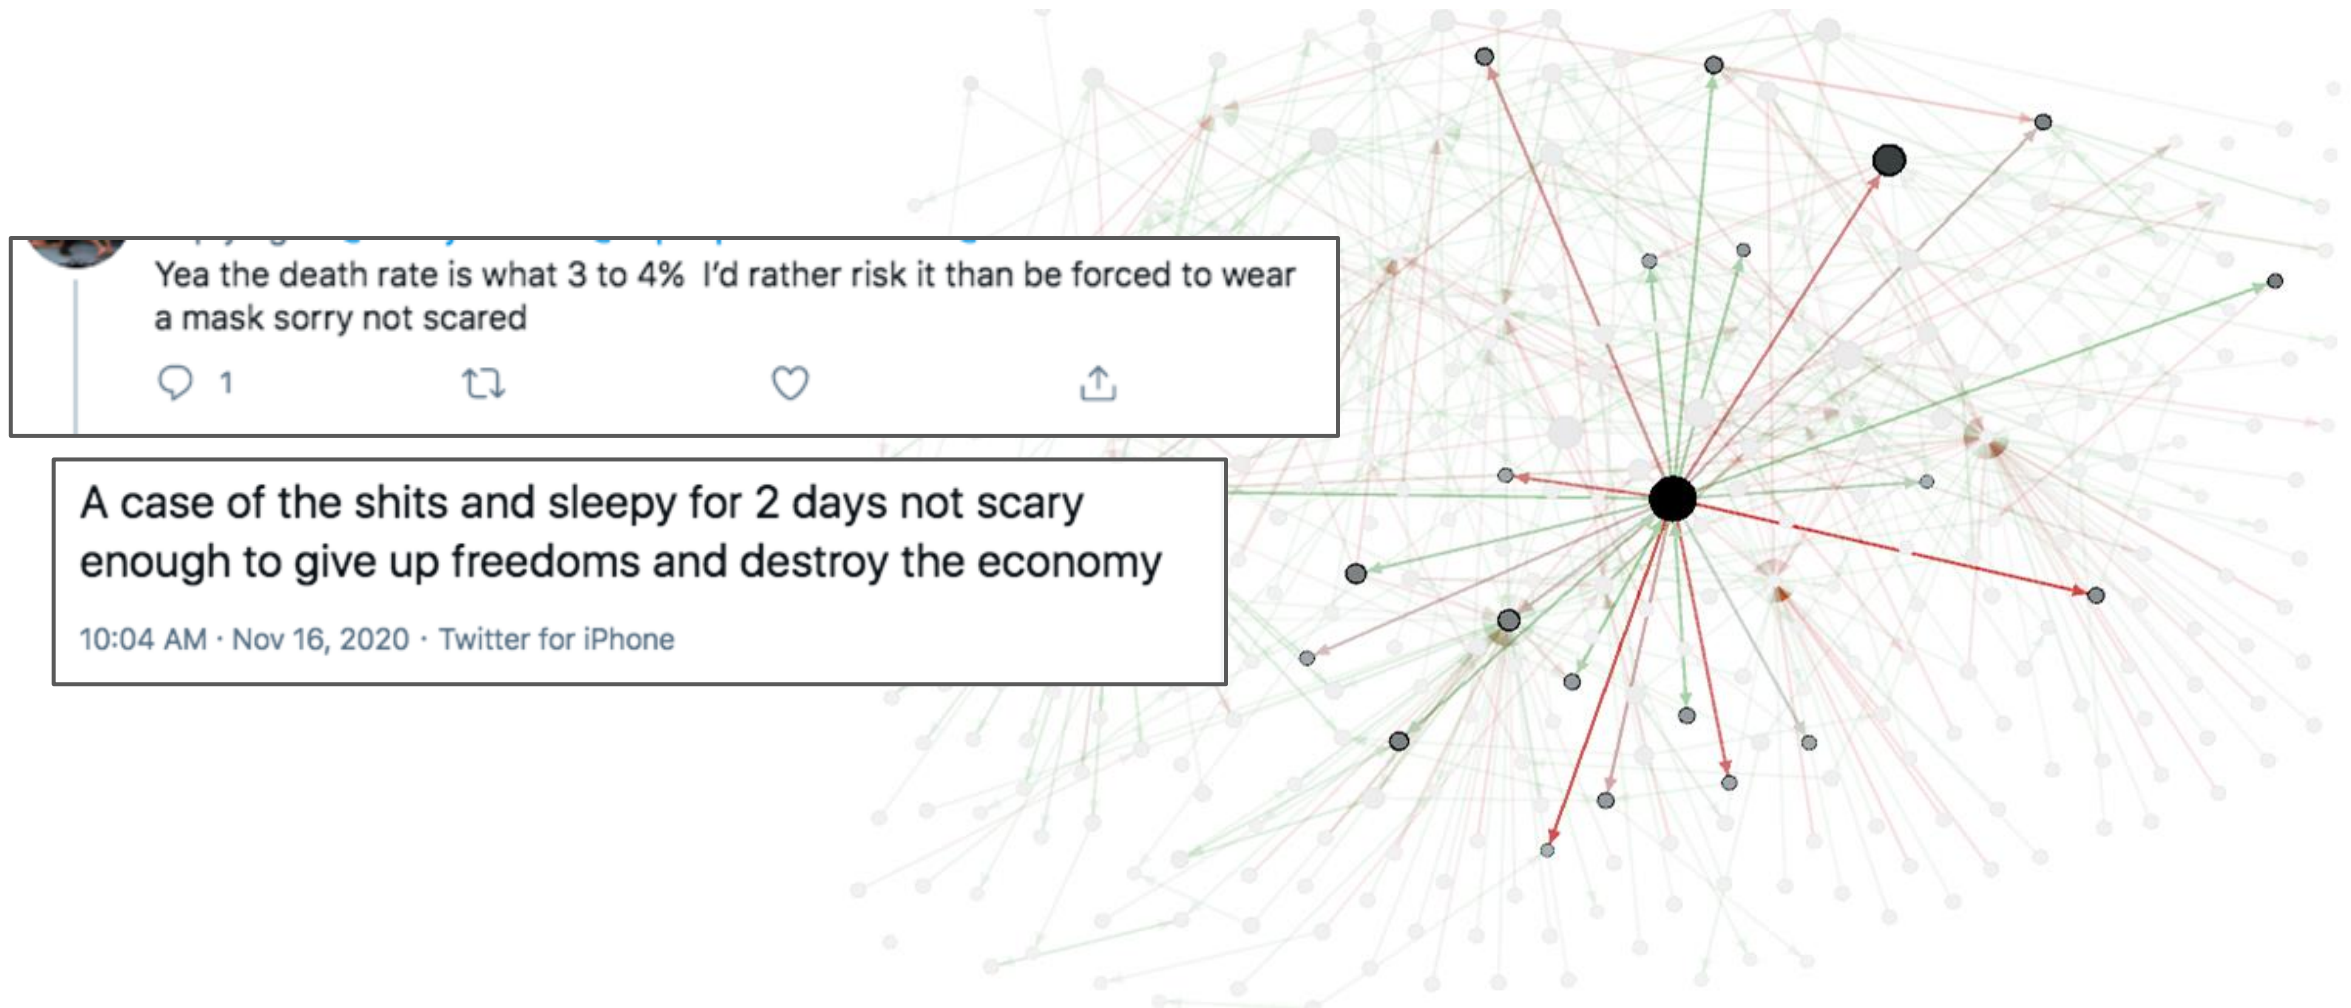 Yea the death rate is what 3 to 4%  I’d rather risk it than be forced to wear
a mask sorry not scared
1
A case of the shits and sleepy for 2 days not scary
enough to give up freedoms and destroy the economy
10:04 AM · Nov 16, 2020 · Twitter for iPhone